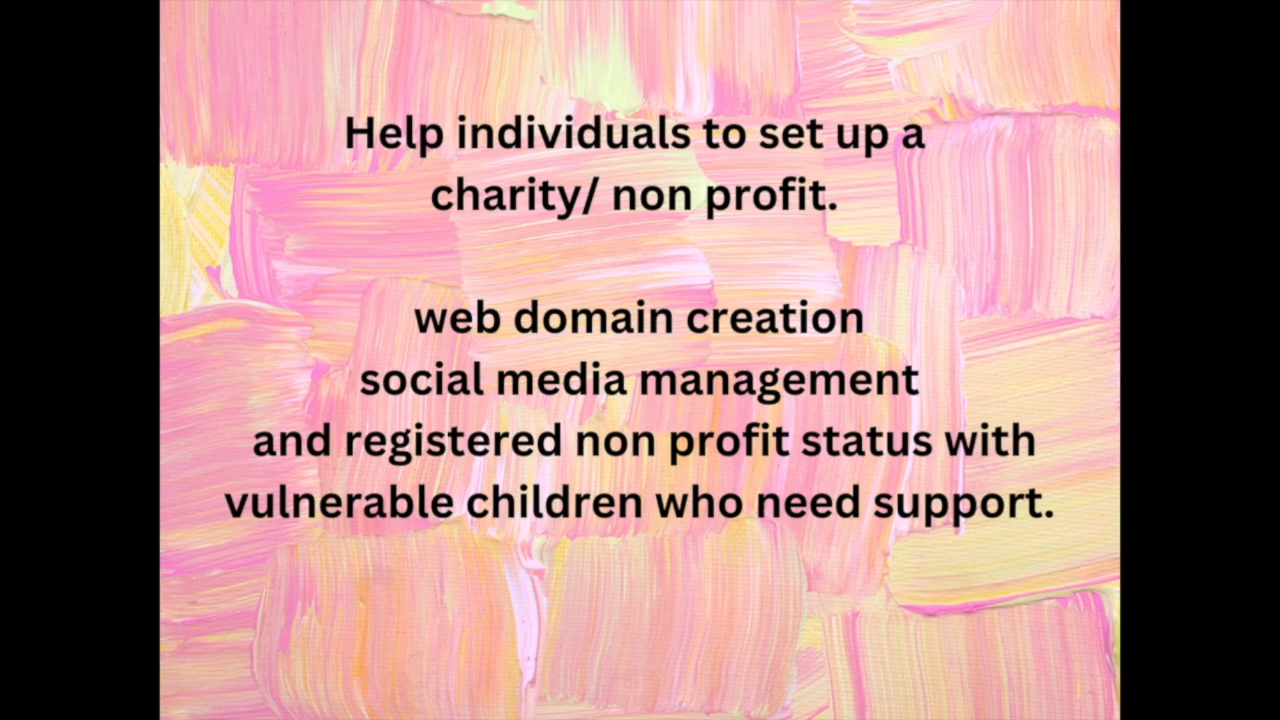 Help individuals to set up a
charity/ non profit.
web domain creation
social media management
and registered non profit status with
vulnerable children who need support.